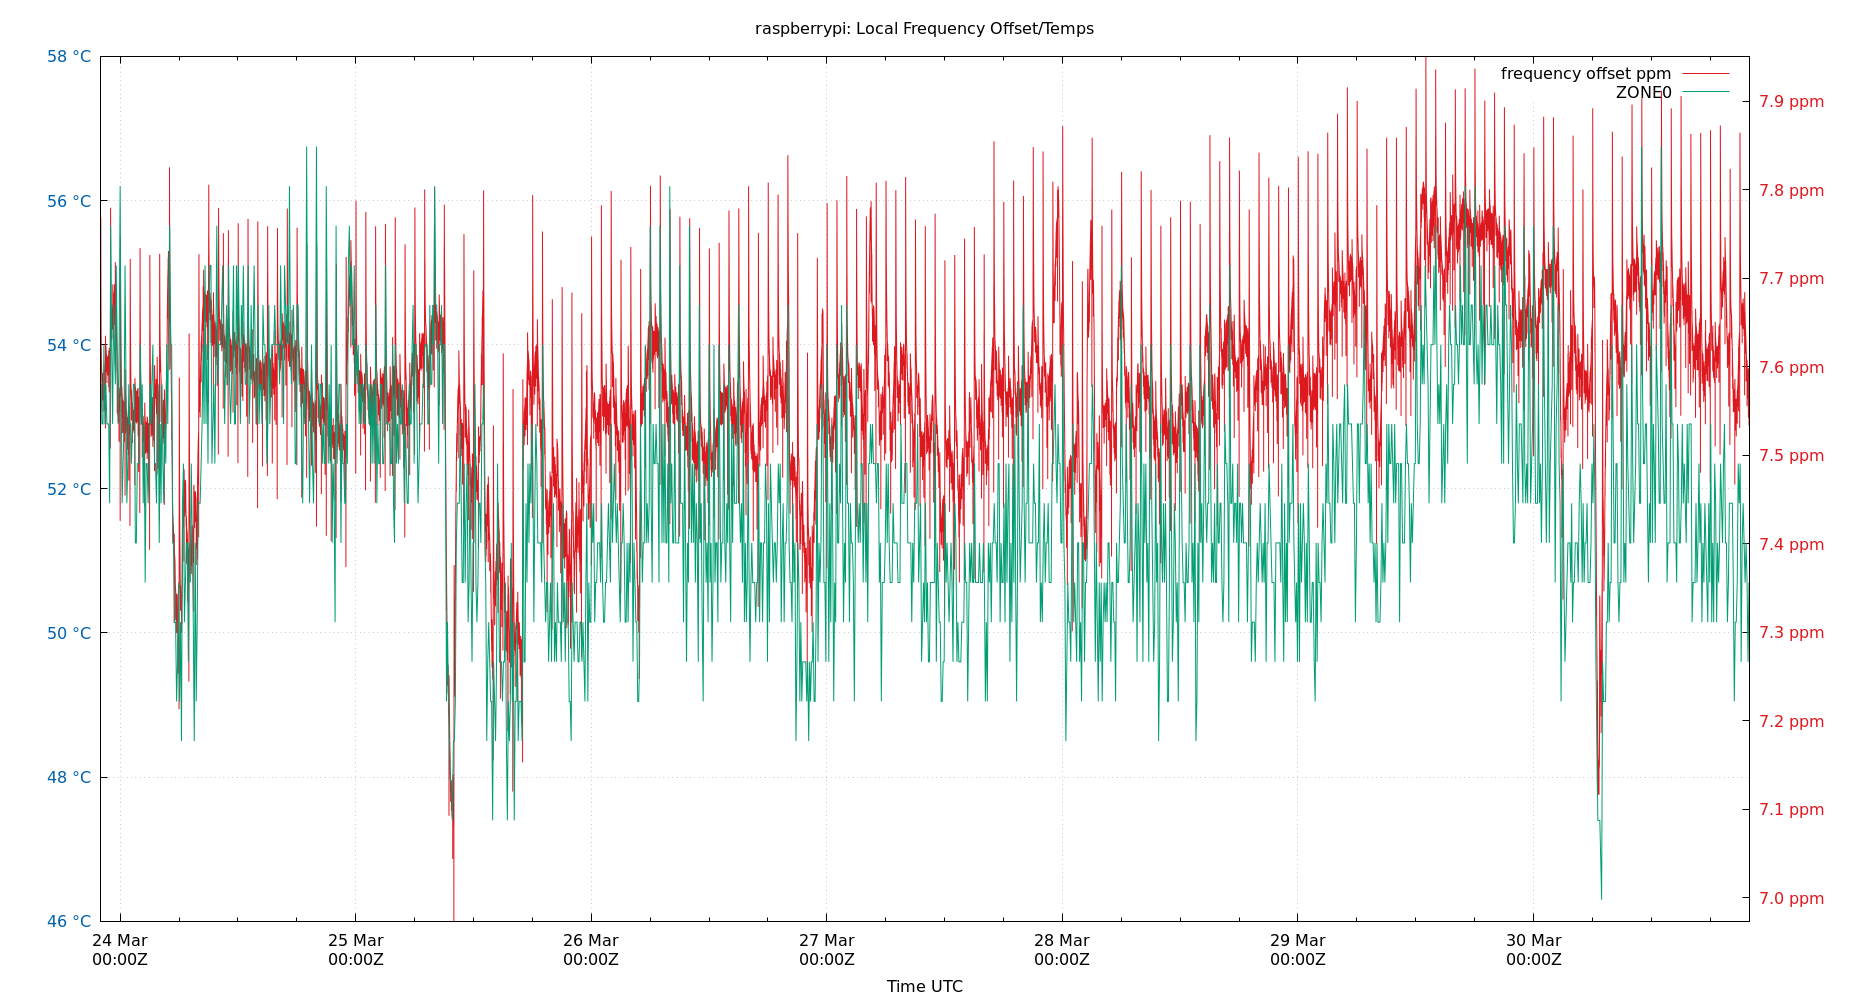 raspberrypi: Local Frequency Offset/Temps
58 °C
56 °C
54 °C
52 °C
50 °C
48 °C
46 °C
frequency offset ppm
ZONE0
7.9 ppm
7.8 ppm
7.7 ppm
7.6 ppm
7.5 ppm
7.4 ppm
7.3 ppm
7.2 ppm
7.1 ppm
7.0 ppm
24 Mar
00:00Z
25 Mar
00:00Z
26 Mar
00:00Z
27 Mar
00:00Z
28 Mar
00:00Z
29 Mar
00:00Z
30 Mar
00:00Z
Time UTC